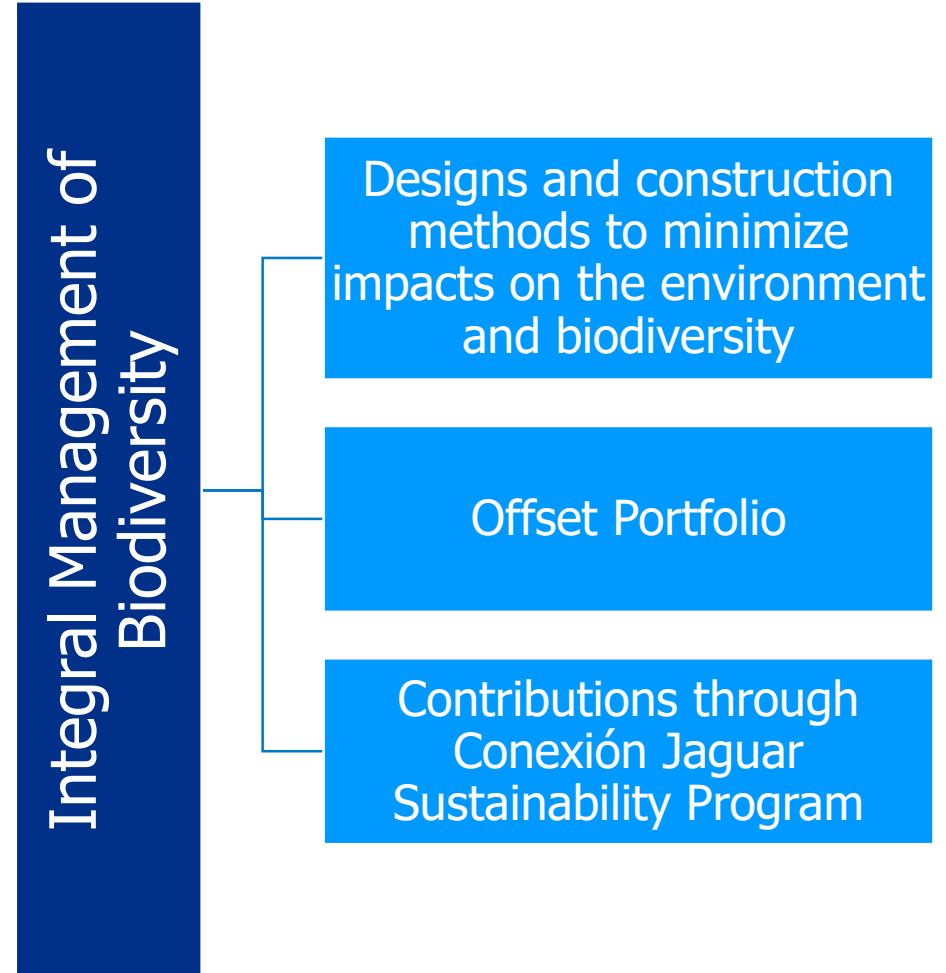 Integral Management of
Biodiversity
Designs and construction
methods to minimize
impacts on the environment
and biodiversity
Offset Portfolio
Contributions through
Conexión Jaguar
Sustainability Program